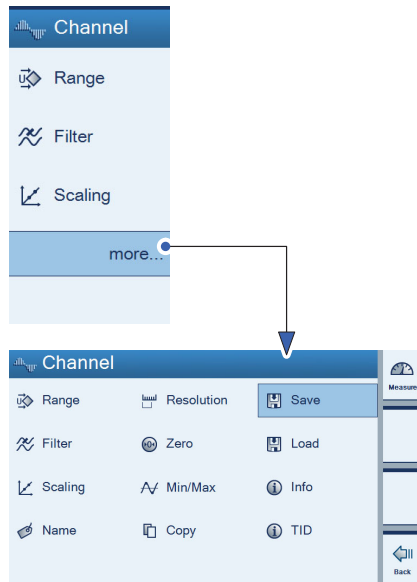 Channel
Range
Filter
Scaling
more...
Channel
Range Resolution Save
Filter Zero Load
Scaling Min/Max Info
Name Copy TID
Measure
Back